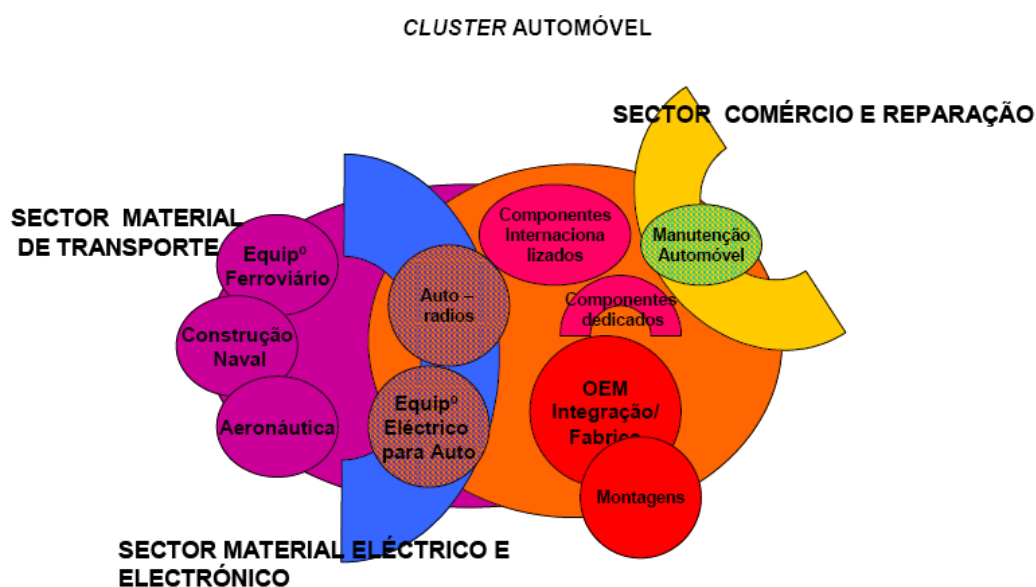 CLUSTER AUTOMÓVEL
SECTOR COMÉRCIO E REPARAÇÃO
SECTOR MATERIAL
DE TRANSPORTE
Componentes
Internaciona
lizados
Manutenção
Automóvel
Equipº
Ferroviário
Auto –
radios
Componentes
dedicados
Construção
Naval
OEM
Integração/
Fabrico
Equipº
Eléctrico
para Auto
Aeronáutica
Montagens
SECTOR MATERIAL ELÉCTRICO E
ELECTRÓNICO